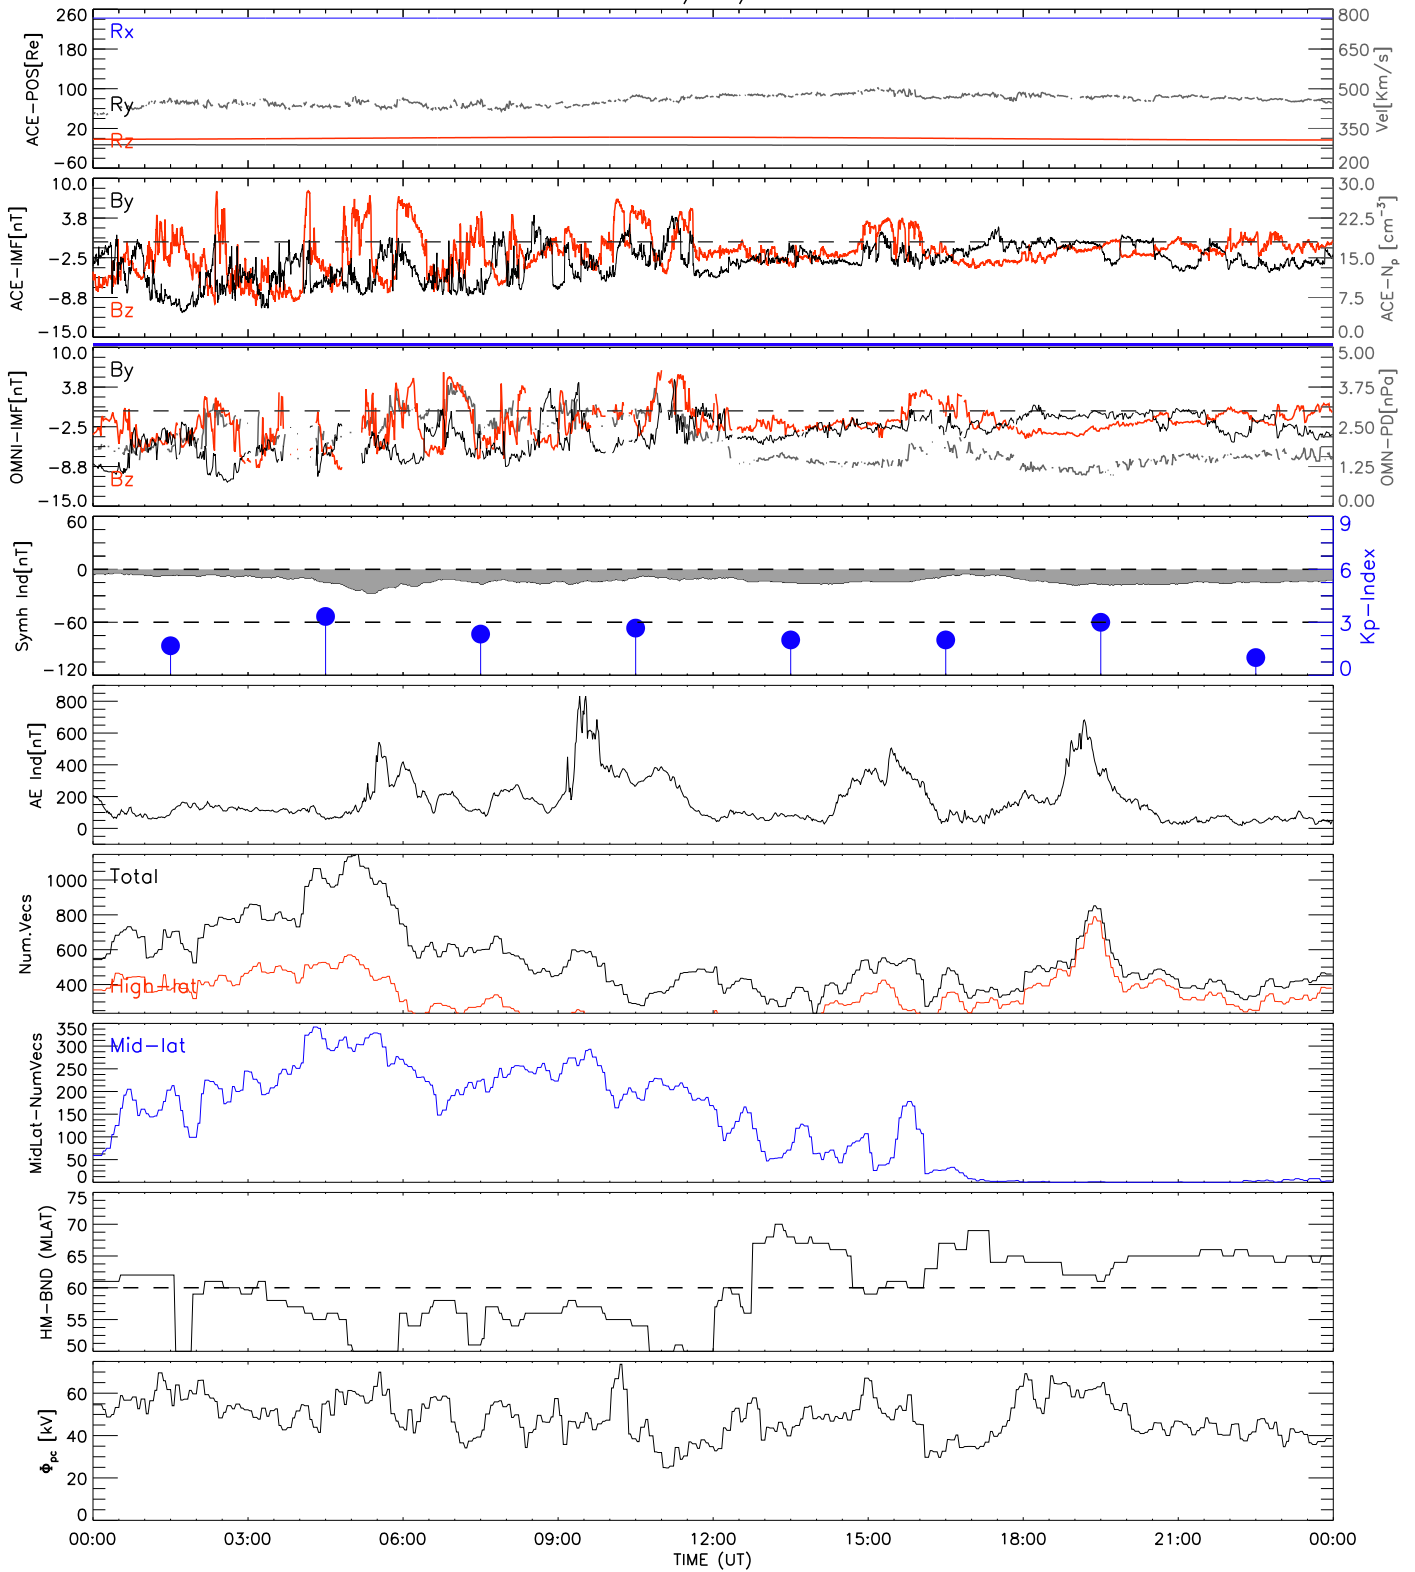 260 800
Rx
180 650
ACE-POS[Re] Vel[Km/s]
100 500
Ry
20 350
Rz
-60 200
10.0 30.0
By
3.8 22.5
ACE-IMF[nT] ACE-Np [cm-3]
-2.5 15.0
-8.8 7.5
Bz
-15.0 0.0
10.0 5.00
By
3.8 3.75
OMNI-IMF[nT] OMN-PD[nPa]
-2.5 2.50
-8.8 1.25
Bz
-15.0 0.00
60 9
0 6
Symh Ind[nT] Kp-Index
-60 3
-120 0
800
600
AE Ind[nT]
400
200
0
Total
1000
800
Num.Vecs
600
400
High-lat
350
Mid-lat
300
250
MidLat-NumVecs
200
150
100
50
0
75
70
HM-BND (MLAT)
65
60
55
50
60
Φpc [kV]
40
20
0
00:00 03:00 06:00 09:00 12:00 15:00 18:00 21:00 00:00
TIME (UT)